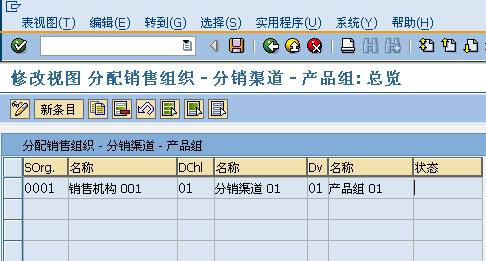 表视图(T) 编辑(E) 转到(G) 选择(S) 实用程序(U) 系统(Y) 帮助(H)
修改视图 分配销售组织 - 分销渠道 - 产品组: 总览
新条目
分配销售组织 - 分销渠道 - 产品组
SOrg. 名称 DChl 名称 Dv 名称 状态
0001 销售机构 001 01 分销渠道 01 01 产品组 01